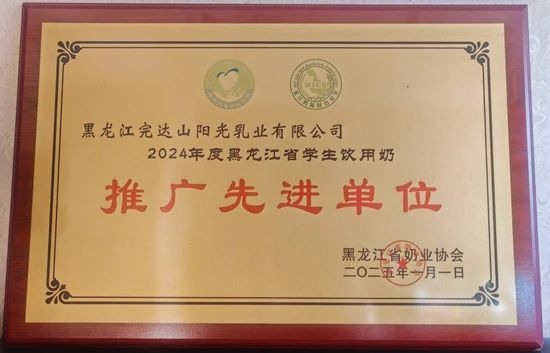 MILK
黑龙江完达山阳光乳业有限公司
2024年度黑龙江省学生饮用奶
推广先进单位
黑龙江省奶业协会
二〇二五年一月一日